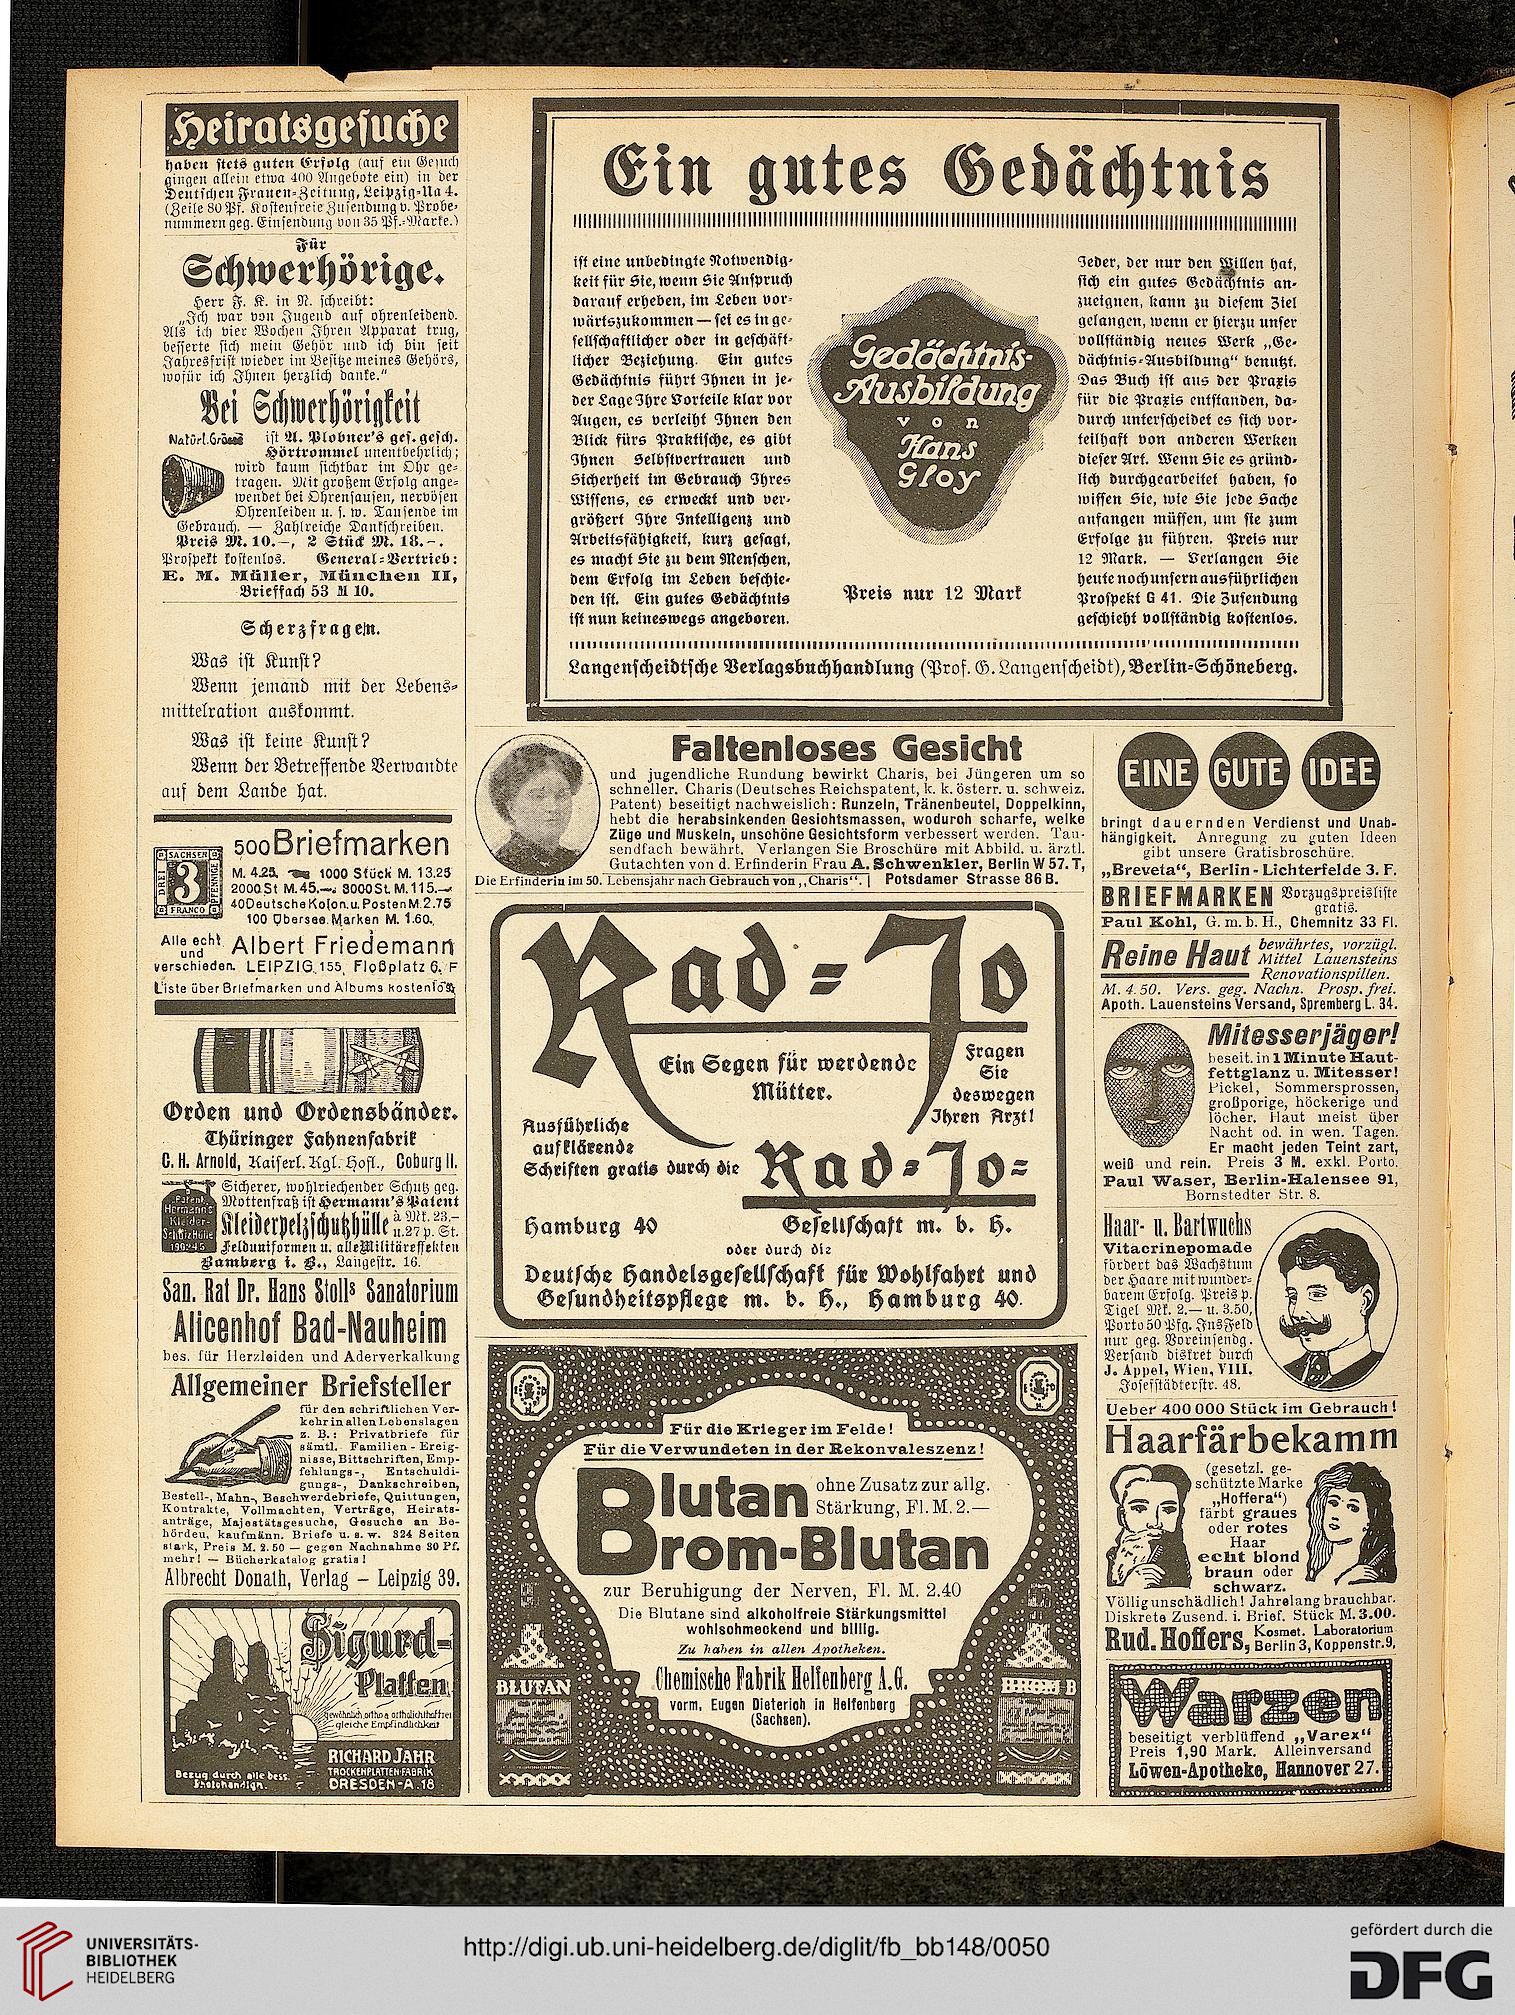 Heiratsgesuche
haben stets guten Erfolg (auf ein Gesuch
gingen allein etwa 400 Angebote ein) in der
Deutschen Frauen-Zeitung, Leipzig-Ua 4.
(Zeile 80 Pf. Kostenfreie Zusendung v. Probe-
nummern geg. Einsendung von 35 Pf.-Marke.)
Für
Schwerhörige.
Herr F. K. in N. schreibt:
„Ich war von Jugend auf ohrenleidend.
Als ich vier Wochen Ihren Apparat trug,
besserte sich mein Gehör und ich bin seit
Jahresfrist wieder im Besitze meines Gehörs,
wofür ich Ihnen herzlich danke."
Bei Schwerhörigkeit
Natürl. Grösse
ist A. Plobner's ges. gesch.
Hörtrommel unentbehrlich;
wird kaum sichtbar im Ohr ge-
tragen. Mit großem Erfolg ange-
wendet bei Ohrensausen, nervösen
Ohrenleiden u. s. w. Tausende im
Gebrauch. — Zahlreiche Dankschreiben.
Preis M. 10.—, 2 Stück M. 18.—.
Prospekt kostenlos. General-Vertrieb:
E. M. Müller, München II,
Brieffach 53 M 10.
Scherzfragen.
Was ist Kunst?
Wenn jemand mit der Lebens-
mittelration auskommt.
Was ist keine Kunst?
Wenn der Betreffende Verwandte
auf dem Lande hat.
SACHSEN
DREI 3 PFENNIGE
FRANCO
500 Briefmarken
M. 4.25. 1000 Stück M. 13.25
2000 St M. 45.—. 3000 St. M. 115.—
40 Deutsche Kolon. u. Posten M. 2.75
100 Übersee Marken M. 1.60.
Alle echt
und
verschieden.
Albert Friedemann
LEIPZIG 155, Floßplatz 6. F
Liste über Briefmarken und Albums kostenlos.
Orden und Ordensbänder.
Thüringer Fahnenfabrik
C. H. Arnold, Kaiserl. Kgl. Hofl., Coburg II.
Patent
Hermann's
Kleider-
Schutzhülle
190245
Sicherer, wohlriechender Schutz geg.
Mottenfraß ist Hermann's Patent
Kleiderpelzschutzhülle à Mk. 23.—
u. 27 p. St.
Felduniformen u. alle Militäreffekten
Bamberg i. B., Langestr. 16.
San. Rat Dr. Hans Stolls Sanatorium
Alicenhof Bad-Nauheim
bes. für Herzleiden und Aderverkalkung
Allgemeiner Briefsteller
für den schriftlichen Ver-
kehr in allen Lebenslagen
z. B.: Privatbriefe für
sämtl. Familien-Ereig-
nisse, Bittschriften, Emp-
fehlungs-, Entschuldi-
gungs-, Dankschreiben,
Bestell-, Mahn-, Beschwerdebriefe, Quittungen,
Kontrakte, Vollmachten, Verträge, Heirats-
anträge, Majestätsgesuche, Gesuche an Be-
hörden, kaufmänn. Briefe u. s. w. 324 Seiten
stark, Preis M. 2.50 — gegen Nachnahme 30 Pf.
mehr! — Bücherkatalog gratis!
Albrecht Donath, Verlag – Leipzig 39.
Sigurd-
Platten
gewöhnlich ortho a ortholichthoffrei
gleiche Empfindlichkeit
RICHARD JAHR
TROCKENPLATTEN-FABRIK
DRESDEN-A. 18
Bezug durch alle bess.
Photohandlgn.
Ein gutes Gedächtnis
ist eine unbedingte Notwendig-
keit für Sie, wenn Sie Anspruch
darauf erheben, im Leben vor-
wärtszukommen — sei es in ge-
sellschaftlicher oder in geschäft-
licher Beziehung. Ein gutes
Gedächtnis führt Ihnen in je-
der Lage Ihre Vorteile klar vor
Augen, es verleiht Ihnen den
Blick fürs Praktische, es gibt
Ihnen Selbstvertrauen und
Sicherheit im Gebrauch Ihres
Wissens, es erweckt und ver-
größert Ihre Intelligenz und
Arbeitsfähigkeit, kurz gesagt,
es macht Sie zu dem Menschen,
dem Erfolg im Leben beschie-
den ist. Ein gutes Gedächtnis
ist nun keineswegs angeboren.
Gedächtnis-
Ausbildung
von
Hans
Gloy
Preis nur 12 Mark
Jeder, der nur den Willen hat,
sich ein gutes Gedächtnis an-
zueignen, kann zu diesem Ziel
gelangen, wenn er hierzu unser
vollständig neues Werk „Ge-
dächtnis-Ausbildung" benutzt.
Das Buch ist aus der Praxis
für die Praxis entstanden, da-
durch unterscheidet es sich vor-
teilhaft von anderen Werken
dieser Art. Wenn Sie es gründ-
lich durchgearbeitet haben, so
wissen Sie, wie Sie jede Sache
anfangen müssen, um sie zum
Erfolge zu führen. Preis nur
12 Mark. — Verlangen Sie
heute noch unsern ausführlichen
Prospekt G 41. Die Zusendung
geschieht vollständig kostenlos.
Langenscheidtsche Verlagsbuchhandlung (Prof. G. Langenscheidt), Berlin-Schöneberg.
Faltenloses Gesicht
und jugendliche Rundung bewirkt Charis, bei Jüngeren um so
schneller. Charis (Deutsches Reichspatent, k. k. österr. u. schweiz.
Patent) beseitigt nachweislich: Runzeln, Tränenbeutel, Doppelkinn,
hebt die herabsinkenden Gesichtsmassen, wodurch scharfe, welke
Züge und Muskeln, unschöne Gesichtsform verbessert werden. Tau-
sendfach bewährt. Verlangen Sie Broschüre mit Abbild. u. ärztl.
Gutachten von d. Erfinderin Frau A. Schwenkler, Berlin W 57. T,
Potsdamer Strasse 86 B.
Die Erfinderin im 50. Lebensjahr nach Gebrauch von „Charis".
Rad-Jo
Ein Segen für werdende
Mütter.
Fragen
Sie
deswegen
Ihren Arzt!
Ausführliche
aufklärende
Schriften gratis durch die
Rad-Jo-
Hamburg 40 Gesellschaft m. b. H.
oder durch die
Deutsche Handelsgesellschaft für Wohlfahrt und
Gesundheitspflege m. b. H., Hamburg 40.
Für die Krieger im Felde!
Für die Verwundeten in der Rekonvaleszenz!
Blutan ohne Zusatz zur allg.
Stärkung, Fl. M. 2.—
Brom-Blutan
zur Beruhigung der Nerven, Fl. M. 2.40
Die Blutane sind alkoholfreie Stärkungsmittel
wohlschmeckend und billig.
Zu haben in allen Apotheken.
Chemische Fabrik Helfenberg A.G.
vorm. Eugen Dieterich in Helfenberg
(Sachsen).
BLUTAN
EINE GUTE IDEE
bringt dauernden Verdienst und Unab-
hängigkeit. Anregung zu guten Ideen
gibt unsere Gratisbroschüre.
„Breveta", Berlin-Lichterfelde 3. F.
BRIEFMARKEN Vorzugspreisliste
gratis.
Paul Kohl, G. m. b. H., Chemnitz 33 Fl.
Reine Haut bewährtes, vorzügl.
Mittel Lauensteins
Renovationspillen.
M. 4.50. Vers. geg. Nachn. Prosp. frei.
Apoth. Lauensteins Versand, Spremberg L. 34.
Mitesserjäger!
beseit. in 1 Minute Haut-
fettglanz u. Mitesser!
Pickel, Sommersprossen,
großporige, höckerige und
löcher. Haut meist über
Nacht od. in wen. Tagen.
Er macht jeden Teint zart,
weiß und rein. Preis 3 M. exkl. Porto.
Paul Waser, Berlin-Halensee 91,
Bornstedter Str. 8.
Haar- u. Bartwuchs
Vitacrinepomade
fördert das Wachstum
der Haare mit wunder-
barem Erfolg. Preis p.
Tigel Mk. 2.— u. 3.50,
Porto 50 Pfg. Ins Feld
nur geg. Voreinsendg.
Versand diskret durch
J. Appel, Wien, VIII.
Josefstädterstr. 48.
Ueber 400 000 Stück im Gebrauch!
Haarfärbekamm
(gesetzl. ge-
schützte Marke
„Hoffera")
färbt graues
oder rotes
Haar
echt blond
braun oder
schwarz.
Völlig unschädlich! Jahrelang brauchbar.
Diskrete Zusend. i. Brief. Stück M. 3.00.
Rud. Hoffers, Kosmet. Laboratorium
Berlin 3, Koppenstr. 9,
Warzen
beseitigt verblüffend „Varex"
Preis 1,90 Mark. Alleinversand
Löwen-Apotheke, Hannover 27.
UNIVERSITÄTS-
BIBLIOTHEK
HEIDELBERG
http://digi.ub.uni-heidelberg.de/diglit/fb_bb148/0050
gefördert durch die
DFG